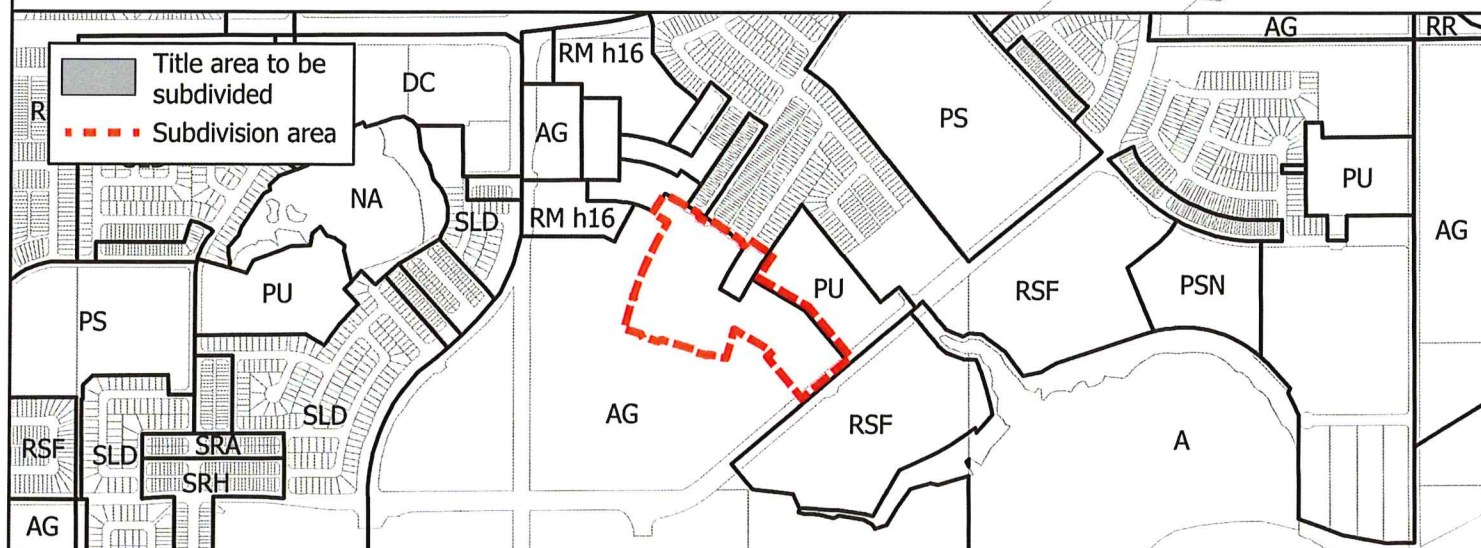 Title area to be
subdivided
Subdivision area
RM h16
AG
RR
DC
R
AG
PS
NA
SLD
RM h16
PU
AG
PU
PU
RSF
PSN
PS
AG
RSF
SLD
RSF
SLD
SRA
A
SRH
AG